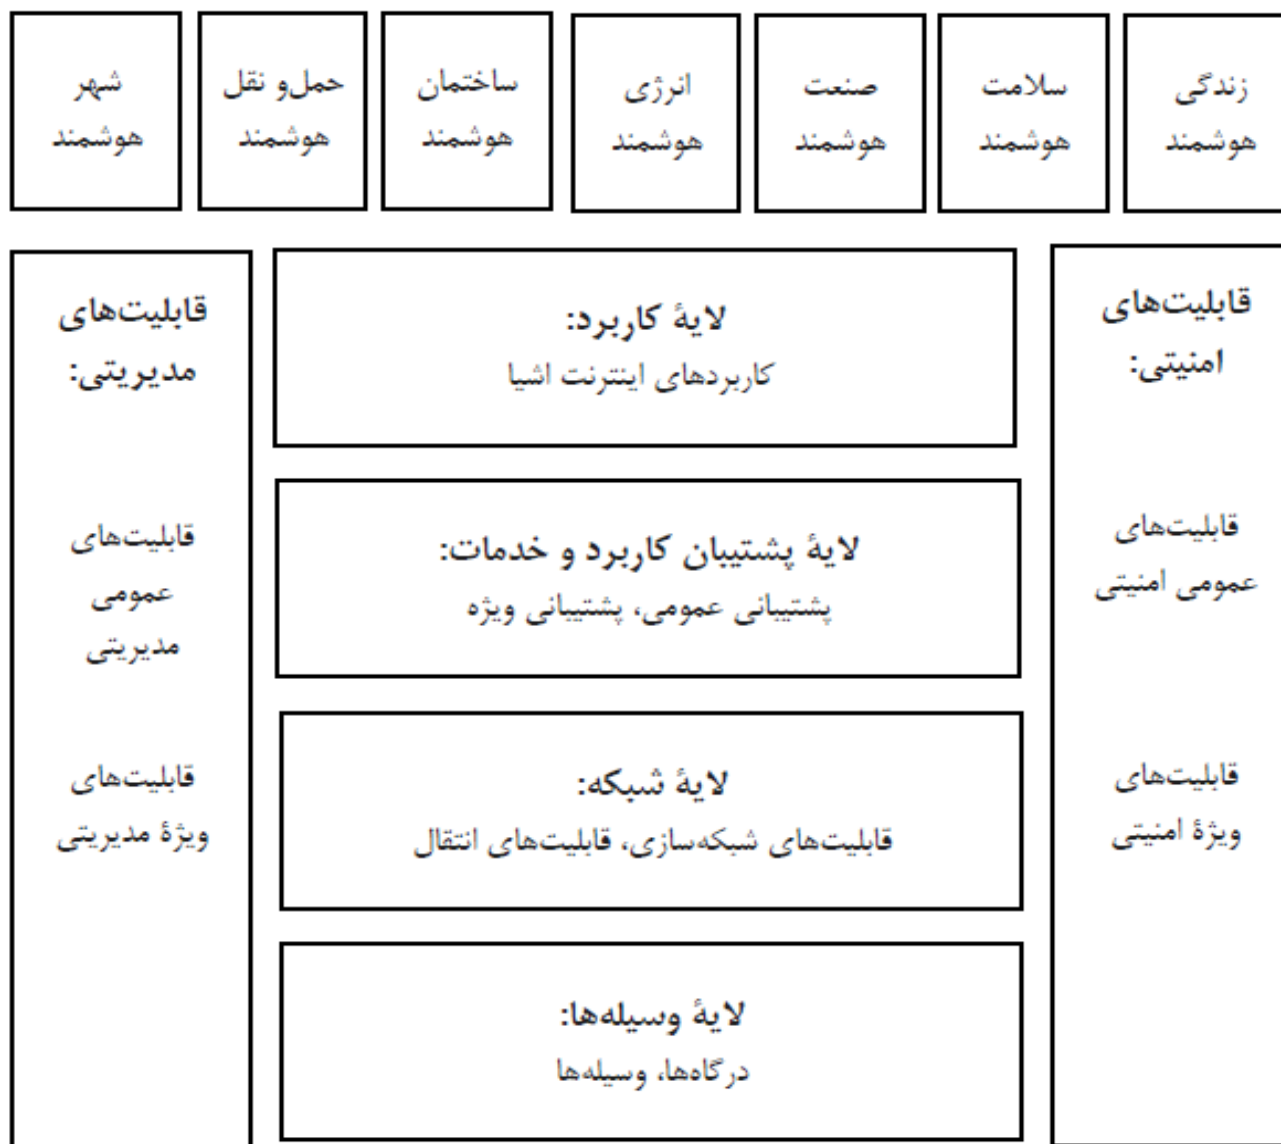 زندگی
هوشمند
سلامت
هوشمند
صنعت
هوشمند
انرژی
هوشمند
ساختمان
هوشمند
حمل‌و نقل
هوشمند
شهر
هوشمند
قابلیت‌های
امنیتی:
قابلیت‌های
عمومی امنیتی
قابلیت‌های
ویژهٔ امنیتی
لایهٔ کاربرد:
کاربردهای اینترنت اشیا
لایهٔ پشتیبان کاربرد و خدمات:
پشتیبانی عمومی، پشتیبانی ویژه
لایهٔ شبکه:
قابلیت‌های شبکه‌سازی، قابلیت‌های انتقال
لایهٔ وسیله‌ها:
درگاه‌ها، وسیله‌ها
قابلیت‌های
مدیریتی:
قابلیت‌های
عمومی
مدیریتی
قابلیت‌های
ویژهٔ مدیریتی